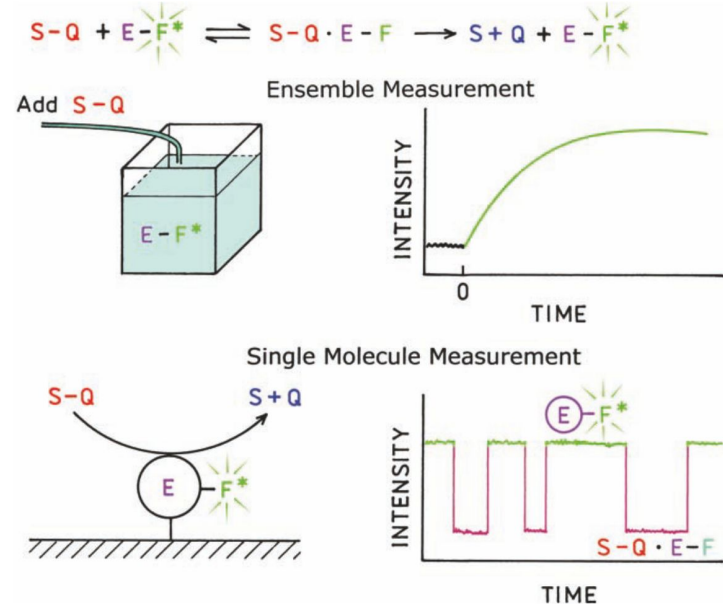 S-Q + E-F* ⇌ S-Q · E-F → S+Q + E-F*
Ensemble Measurement
Add S-Q
E-F*
INTENSITY
0
TIME
Single Molecule Measurement
S-Q
S+Q
E
F*
INTENSITY
E
F*
S-Q · E-F
TIME